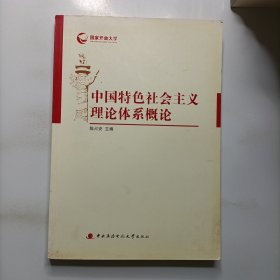 国家开放大学
中国特色社会主义
理论体系概论
主编
中央广播电视大学出版社